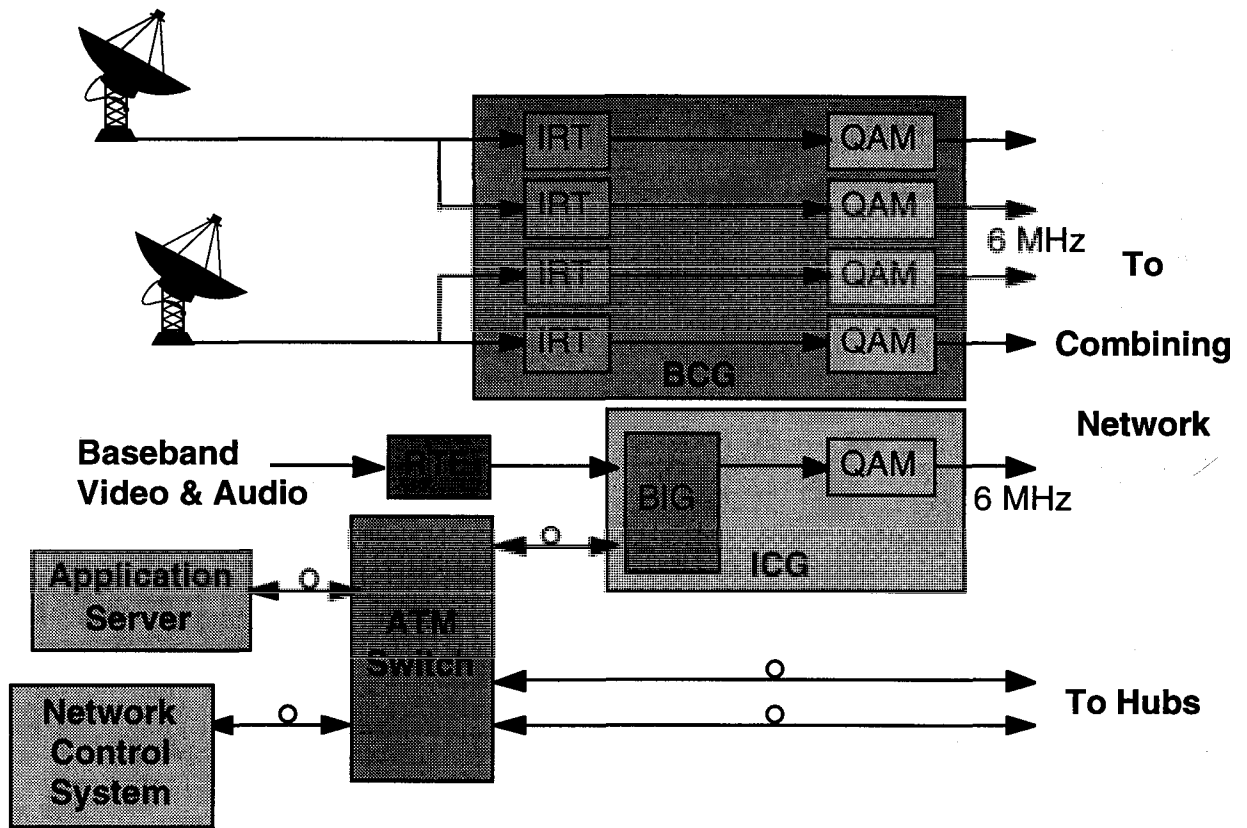 IRT
QAM
IRT
QAM
6 MHz
IRT
QAM
To
IRT
QAM
Combining
BCG
Network
Baseband
Video & Audio
RTE
BIG
QAM
6 MHz
ICG
O
Application
Server
O
ATM
Switch
O
To Hubs
O
Network
Control
System
O